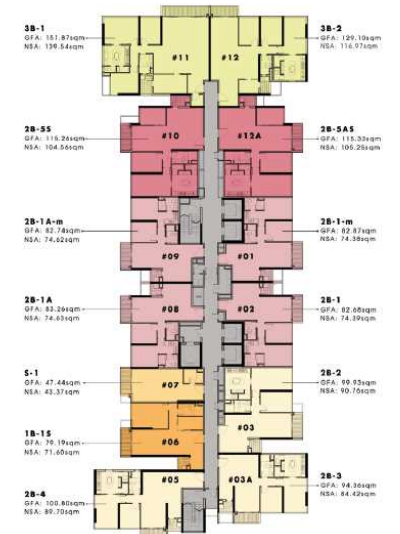 3B-1
GFA: 151.87sqm
NSA: 139.54sqm
3B-2
GFA: 129.10sqm
NSA: 116.97sqm
#11
#12
2B-5S
GFA: 115.26sqm
NSA: 104.56sqm
2B-5AS
GFA: 115.33sqm
NSA: 105.25sqm
#10
#12A
2B-1A-m
GFA: 82.78sqm
NSA: 74.62sqm
2B-1-m
GFA: 82.87sqm
NSA: 74.38sqm
#09
#01
2B-1A
GFA: 83.26sqm
NSA: 74.63sqm
2B-1
GFA: 82.68sqm
NSA: 74.39sqm
#08
#02
S-1
GFA: 47.44sqm
NSA: 43.37sqm
2B-2
GFA: 99.93sqm
NSA: 90.76sqm
#07
#03
1B-1S
GFA: 79.19sqm
NSA: 71.60sqm
#06
2B-4
GFA: 100.80sqm
NSA: 89.70sqm
2B-3
GFA: 94.36sqm
NSA: 84.42sqm
#05
#03A